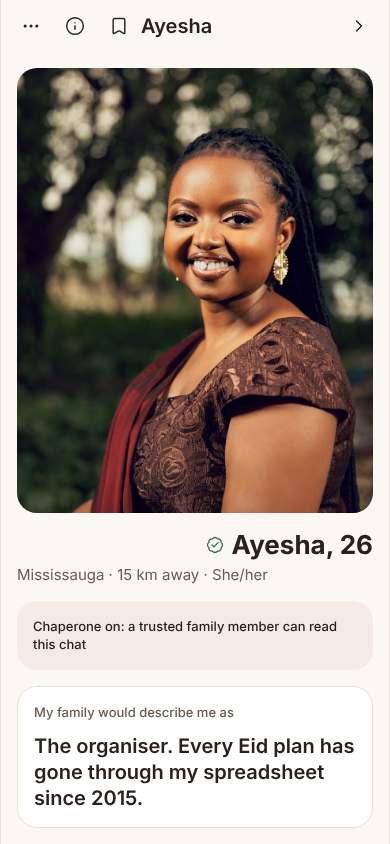 Ayesha
Ayesha, 26
Mississauga · 15 km away · She/her
Chaperone on: a trusted family member can read
this chat
My family would describe me as
The organiser. Every Eid plan has
gone through my spreadsheet
since 2015.